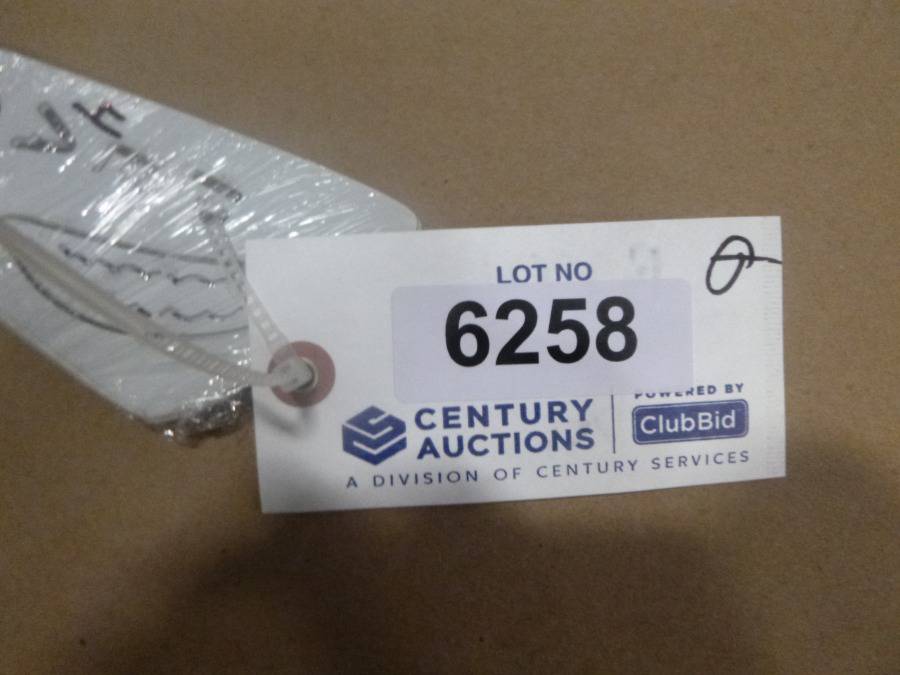 LOT NO
6258
CENTURY
AUCTIONS
POWERED BY
ClubBid
A DIVISION OF CENTURY SERVICES